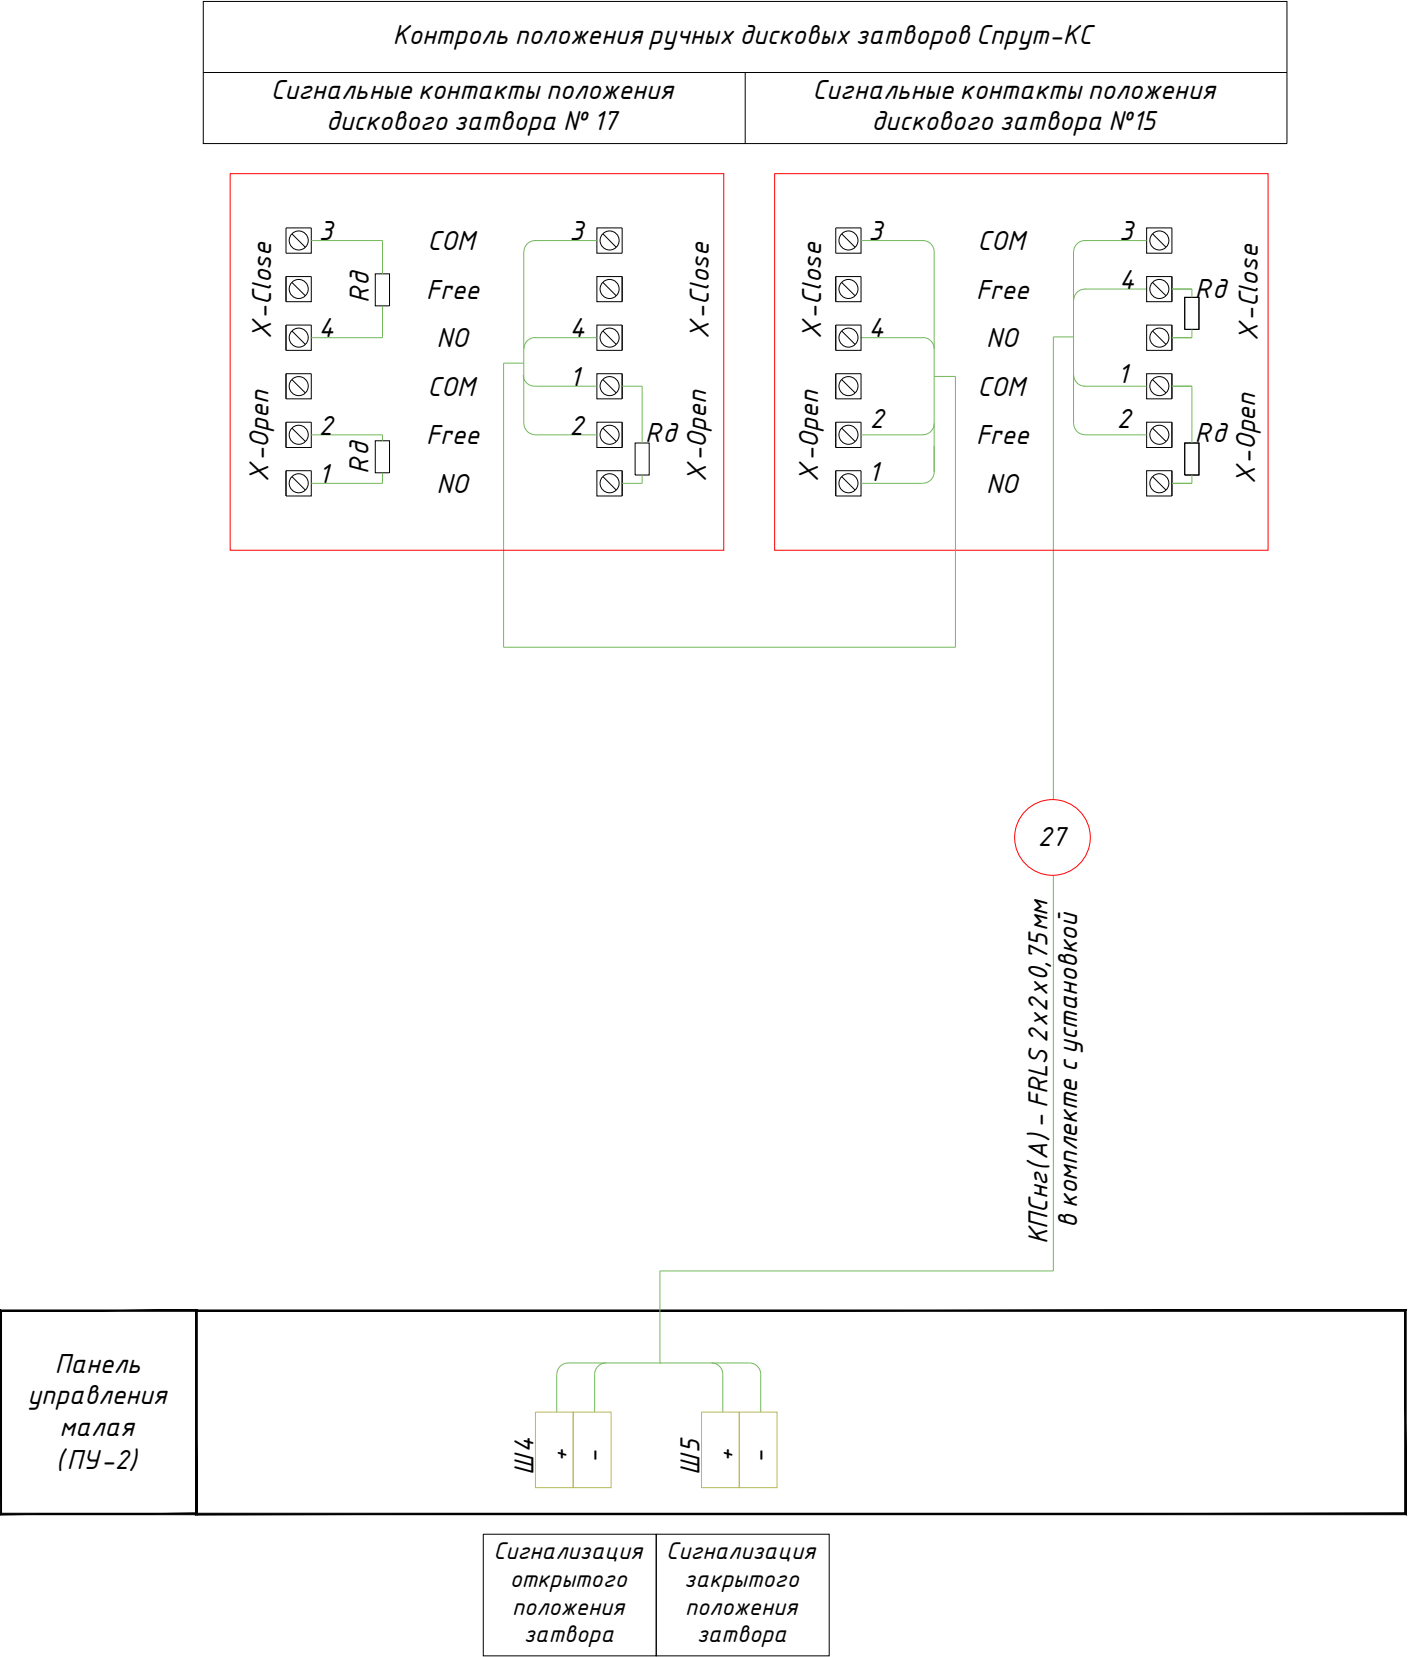 Контроль положения ручных дисковых затворов Спрут-КС
Сигнальные контакты положения
дискового затвора № 17
Сигнальные контакты положения
дискового затвора №15
X-Close
X-Open
3
4
2
1
Rд
Rд
COM
Free
NO
COM
Free
NO
3
4
1
2
Rд
X-Close
X-Open
X-Close
X-Open
3
4
2
1
COM
Free
NO
COM
Free
NO
3
4
1
2
Rд
Rд
X-Close
X-Open
27
КПСнг(А) - FRLS 2x2x0,75мм
в комплекте с установкой
Панель
управления
малая
(ПУ-2)
Ш4
+
-
Ш5
+
-
Сигнализация
открытого
положения
затвора
Сигнализация
закрытого
положения
затвора